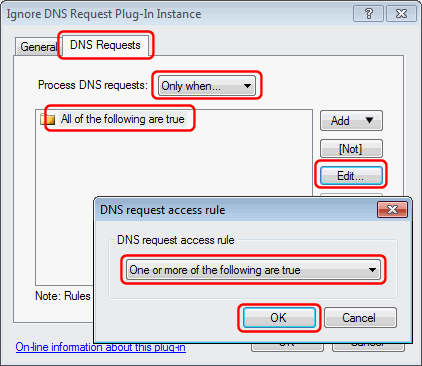 Ignore DNS Request Plug-In Instance
General
DNS Requests
Process DNS requests:
Only when...
All of the following are true
Add
[Not]
Edit...
DNS request access rule
DNS request access rule
One or more of the following are true
Note: Rules
OK
Cancel
On-line information about this plug-in